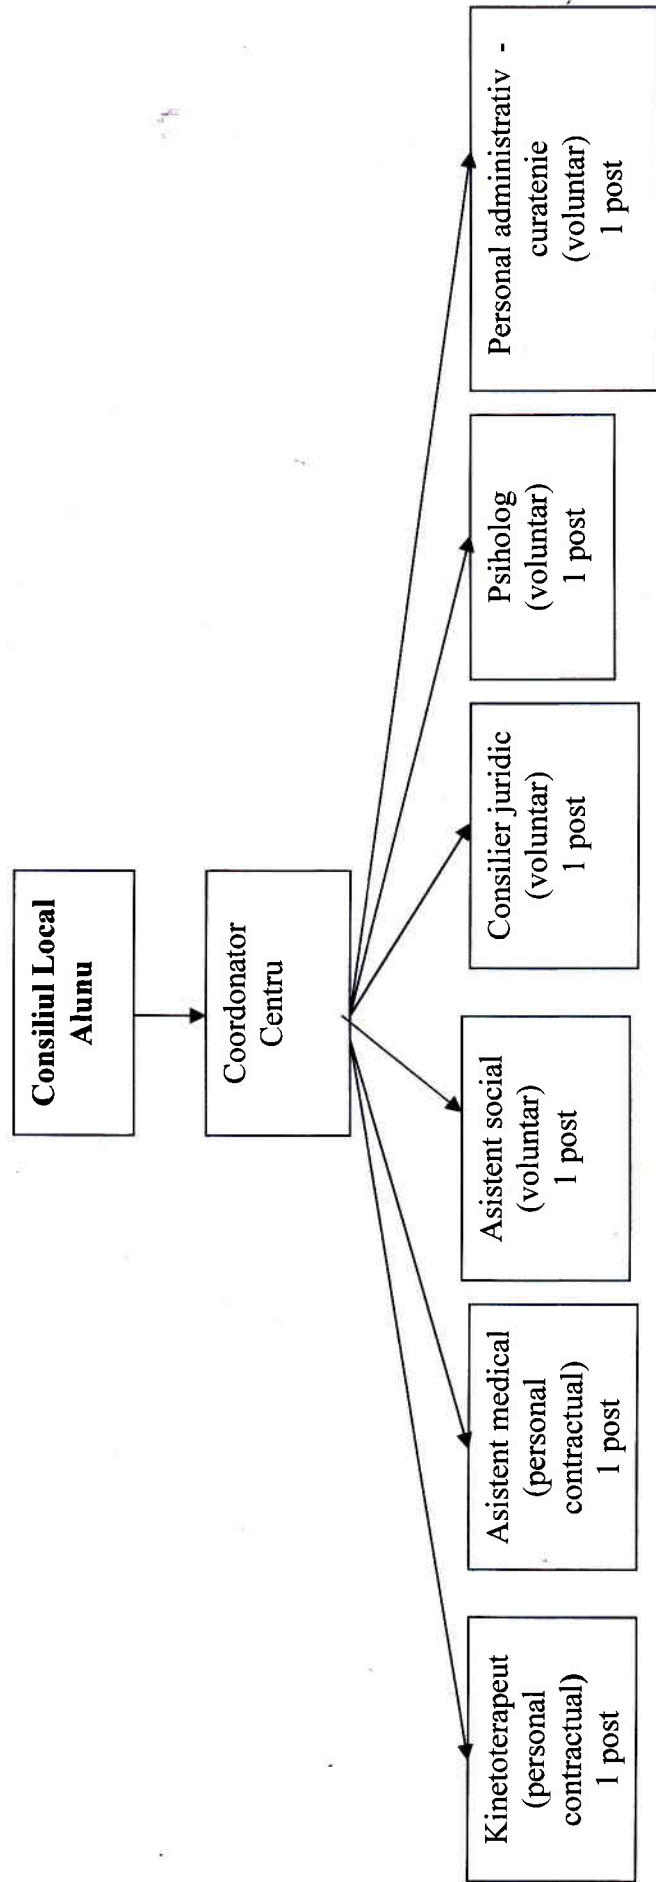 Consiliul Local
Alunu
Coordonator
Centru
Kinetoterapeut
(personal
contractual)
1 post
Asistent medical
(personal
contractual)
1 post
Asistent social
(voluntar)
1 post
Consilier juridic
(voluntar)
1 post
Psiholog
(voluntar)
1 post
Personal administrativ -
curatenie
(voluntar)
1 post